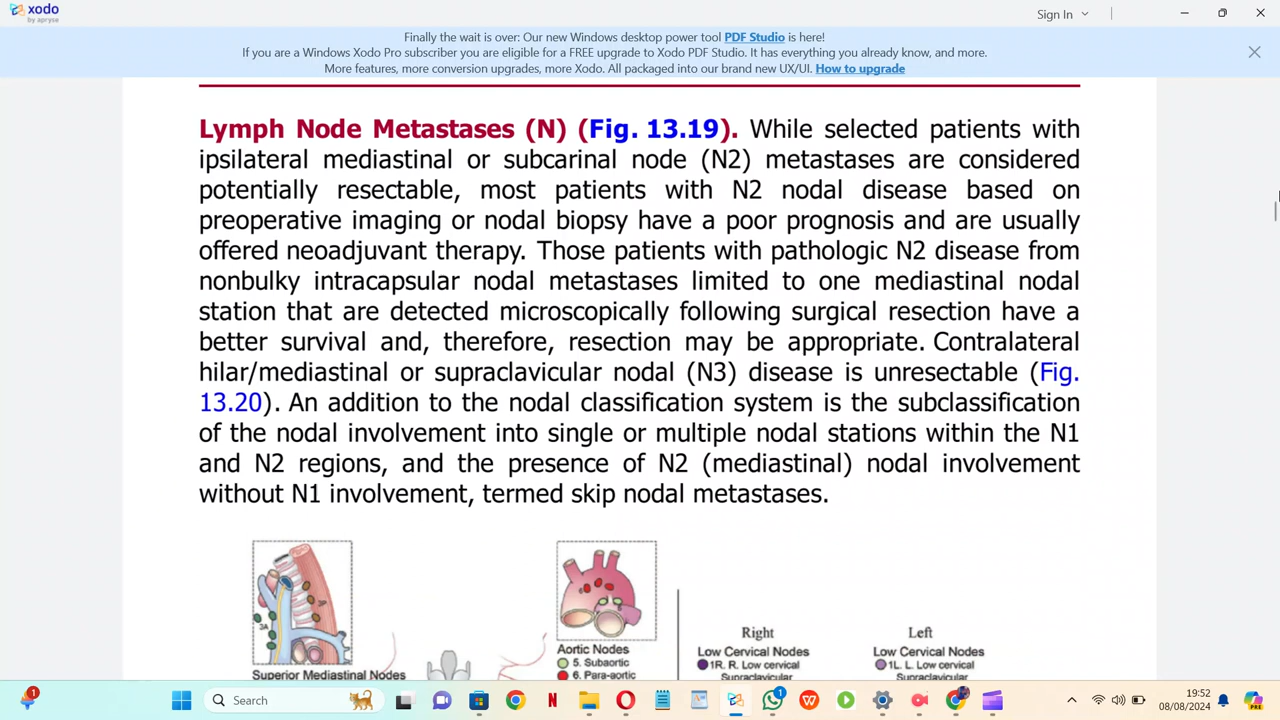 xodo
by apryse
Sign In
Finally the wait is over: Our new Windows desktop power tool PDF Studio is here!
If you are a Windows Xodo Pro subscriber you are eligible for a FREE upgrade to Xodo PDF Studio. It has everything you already know, and more.
More features, more conversion upgrades, more Xodo. All packaged into our brand new UX/UI. How to upgrade
Lymph Node Metastases (N) (Fig. 13.19). While selected patients with
ipsilateral mediastinal or subcarinal node (N2) metastases are considered
potentially resectable, most patients with N2 nodal disease based on
preoperative imaging or nodal biopsy have a poor prognosis and are usually
offered neoadjuvant therapy. Those patients with pathologic N2 disease from
nonbulky intracapsular nodal metastases limited to one mediastinal nodal
station that are detected microscopically following surgical resection have a
better survival and, therefore, resection may be appropriate. Contralateral
hilar/mediastinal or supraclavicular nodal (N3) disease is unresectable (Fig.
13.20). An addition to the nodal classification system is the subclassification
of the nodal involvement into single or multiple nodal stations within the N1
and N2 regions, and the presence of N2 (mediastinal) nodal involvement
without N1 involvement, termed skip nodal metastases.
3A
Superior Mediastinal Nodes
Aortic Nodes
5. Subaortic
6. Para-aortic
Right
Low Cervical Nodes
1R. R. Low cervical
Supraclavicular
Left
Low Cervical Nodes
1L. L. Low cervical
Supraclavicular
1
Search
1
19:52
08/08/2024